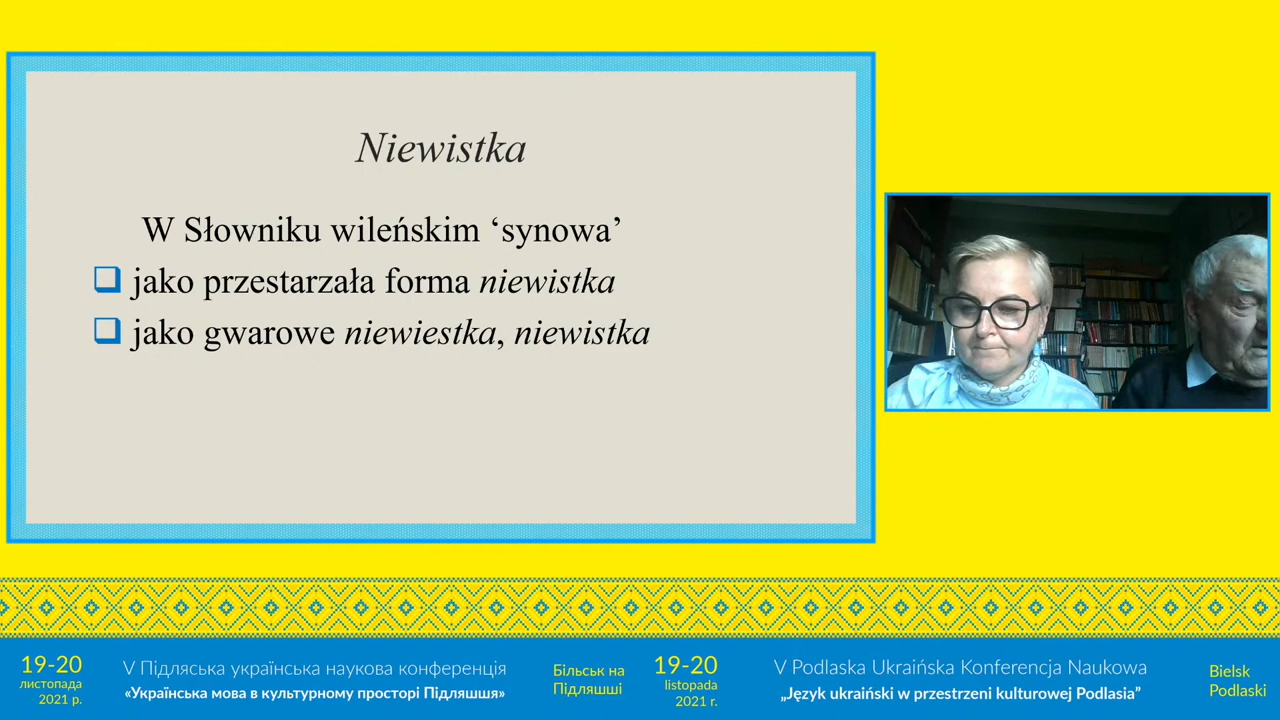 Niewistka
W Słowniku wileńskim ‘synowa’
jako przestarzała forma niewistka
jako gwarowe niewiestka, niewistka
19-20
листопада
2021 р.
V Підляська українська наукова конференція
«Українська мова в культурному просторі Підляшшя»
Більськ на
Підляшші
19-20
listopada
2021 r.
V Podlaska Ukraińska Konferencja Naukowa
„Język ukraiński w przestrzeni kulturowej Podlasia”
Bielsk
Podlaski